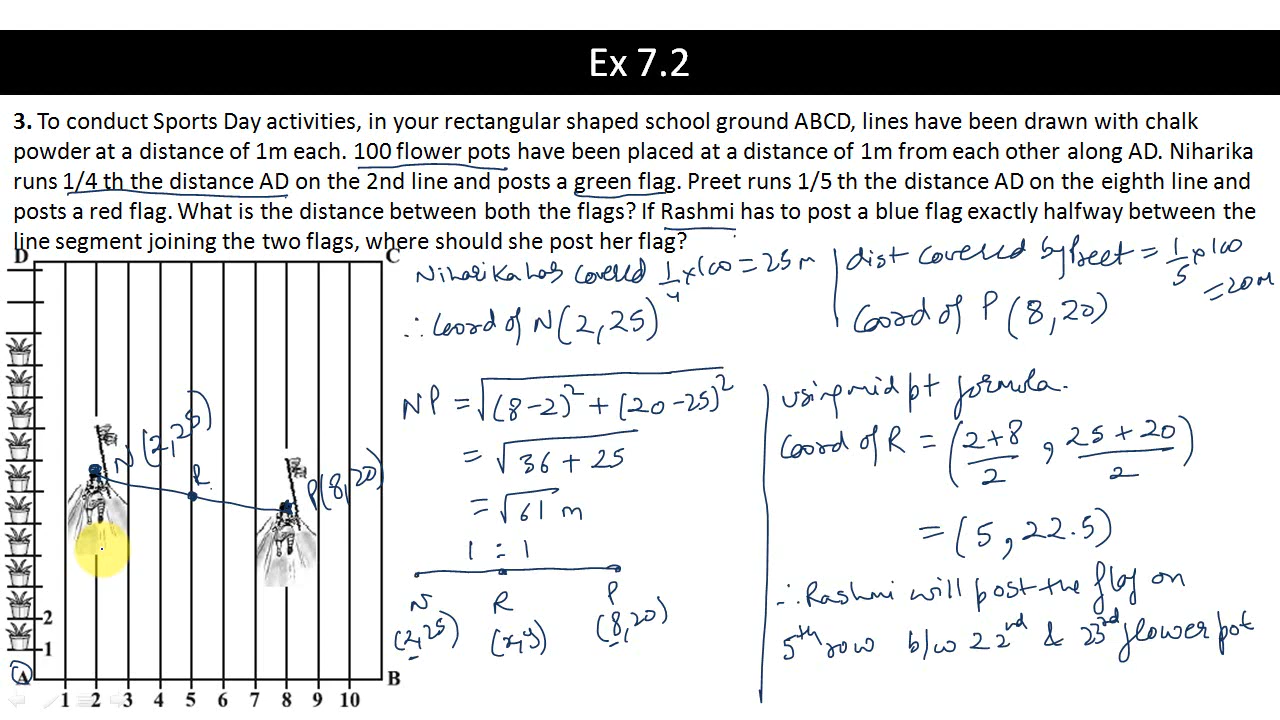 Ex 7.2
3. To conduct Sports Day activities, in your rectangular shaped school ground ABCD, lines have been drawn with chalk
powder at a distance of 1m each. 100 flower pots have been placed at a distance of 1m from each other along AD. Niharika
runs 1/4 th the distance AD on the 2nd line and posts a green flag. Preet runs 1/5 th the distance AD on the eighth line and
posts a red flag. What is the distance between both the flags? If Rashmi has to post a blue flag exactly halfway between the
line segment joining the two flags, where should she post her flag?
D C
N(2,25)
R
P(8,20)
2
1
A B
1 2 3 4 5 6 7 8 9 10
Niharika has covered 1/4 × 100 = 25 m
∴ Coord of N(2,25)
dist covered by Preet = 1/5 × 100
= 20m
Coord of P (8,20)
NP = √(8-2)² + (20-25)²
= √36 + 25
= √61 m
1 : 1
N R P
(2,25) (x,y) (8,20)
using mid pt formula.
Coord of R = (2+8/2 , 25+20/2)
= (5, 22.5)
∴ Rashmi will post the flag on
5th row b/w 22nd & 23rd flower pot